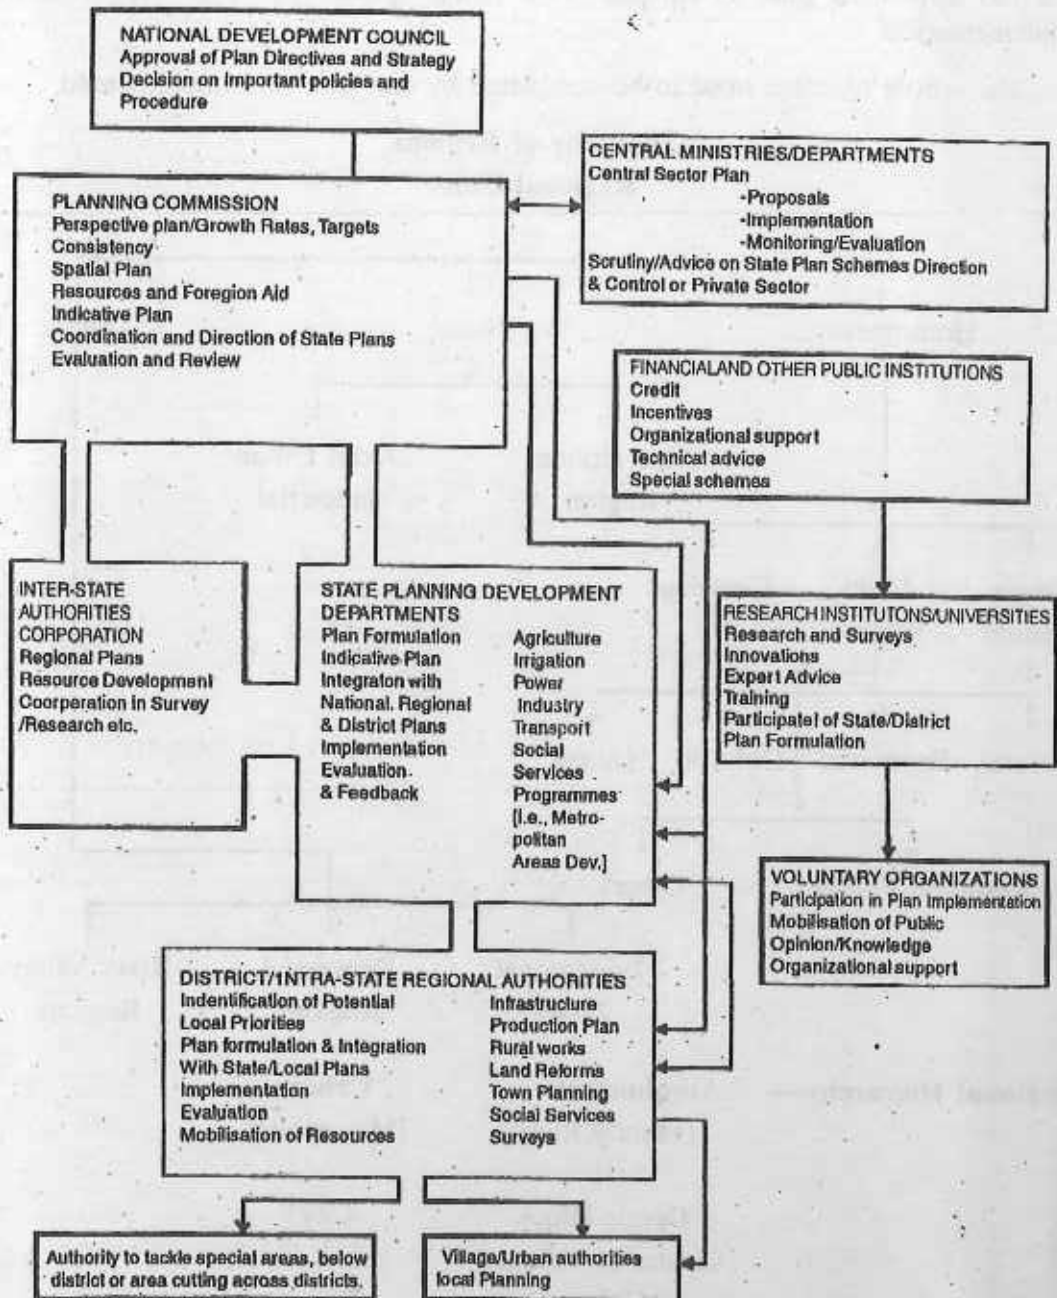 NATIONAL DEVELOPMENT COUNCIL
Approval of Plan Directives and Strategy
Decision on Important policies and
Procedure
CENTRAL MINISTRIES/DEPARTMENTS
Central Sector Plan
-Proposals
-Implementation
-Monitoring/Evaluation
Scrutiny/Advice on State Plan Schemes Direction
& Control or Private Sector
PLANNING COMMISSION
Perspective plan/Growth Rates, Targets
Consistency
Spatial Plan
Resources and Foregion Aid
Indicative Plan
Coordination and Direction of State Plans
Evaluation and Review
FINANCIALAND OTHER PUBLIC INSTITUTIONS
Credit
Incentives
Organizational support
Technical advice
Special schemes
INTER-STATE
AUTHORITIES
CORPORATION
Regional Plans
Resource Development
Coorperation in Survey
/Research etc.
STATE PLANNING DEVELOPMENT
DEPARTMENTS
Plan Formulation
Indicative Plan
Integraton with
National, Regional
& District Plans
Implementation
Evaluation
& Feedback
Agriculture
Irrigation
Power
Industry
Transport
Social
Services
Programmes
[i.e., Metro-
politan
Areas Dev.]
RESEARCH INSTITUTONS/UNIVERSITIES
Research and Surveys
Innovations
Expert Advice
Training
Participatel of State/District
Plan Formulation
VOLUNTARY ORGANIZATIONS
Participation in Plan Implementation
Mobilisation of Public
Opinion/Knowledge
Organizational support
DISTRICT/1NTRA-STATE REGIONAL AUTHORITIES
Indentification of Potential
Local Priorities
Plan formulation & Integration
With State/Local Plans
Implementation
Evaluation
Mobilisation of Resources
Infrastructure
Production Plan
Rural works
Land Reforms
Town Planning
Social Services
Surveys
Authority to tackle special areas, below
district or area cutting across districts.
Village/Urban authorities
local Planning